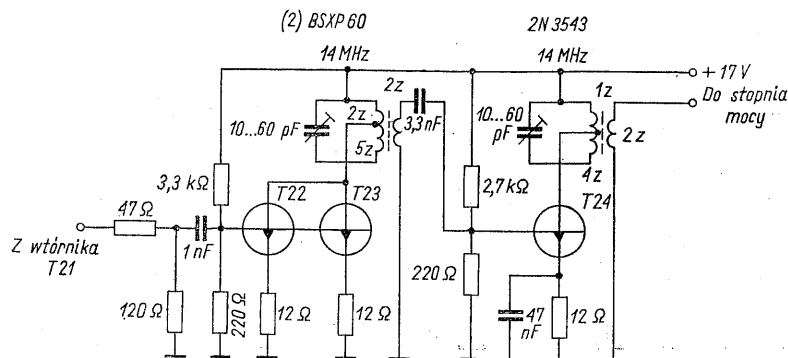 (2) BSXP 60
2N 3543
14 MHz
14 MHz
+ 17 V
Do stopnia
mocy
2z
3,3 nF
10...60 pF
2z
5z
10...60
pF
1z
2z
4z
3,3 kΩ
T22
T23
2,7 kΩ
T24
47 Ω
1 nF
Z wtórnika
T21
220 Ω
120 Ω
220 Ω
12 Ω
12 Ω
47
nF
12 Ω